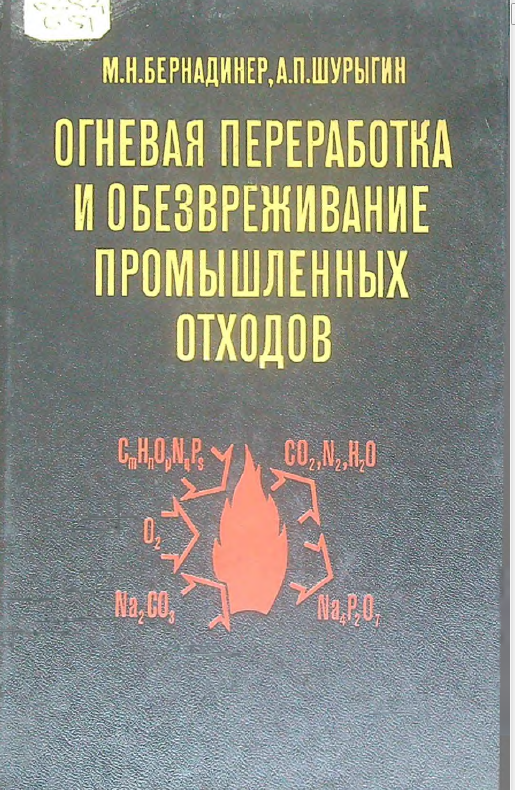 М.Н.БЕРНАДИНЕР, А.П.ШУРЫГИН
ОГНЕВАЯ ПЕРЕРАБОТКА
И ОБЕЗВРЕЖИВАНИЕ
ПРОМЫШЛЕННЫХ
ОТХОДОВ
CmHnOpNqPs
CO₂,N₂,H₂O
O₂
Na₂CO₃
Na₄P₂O₇